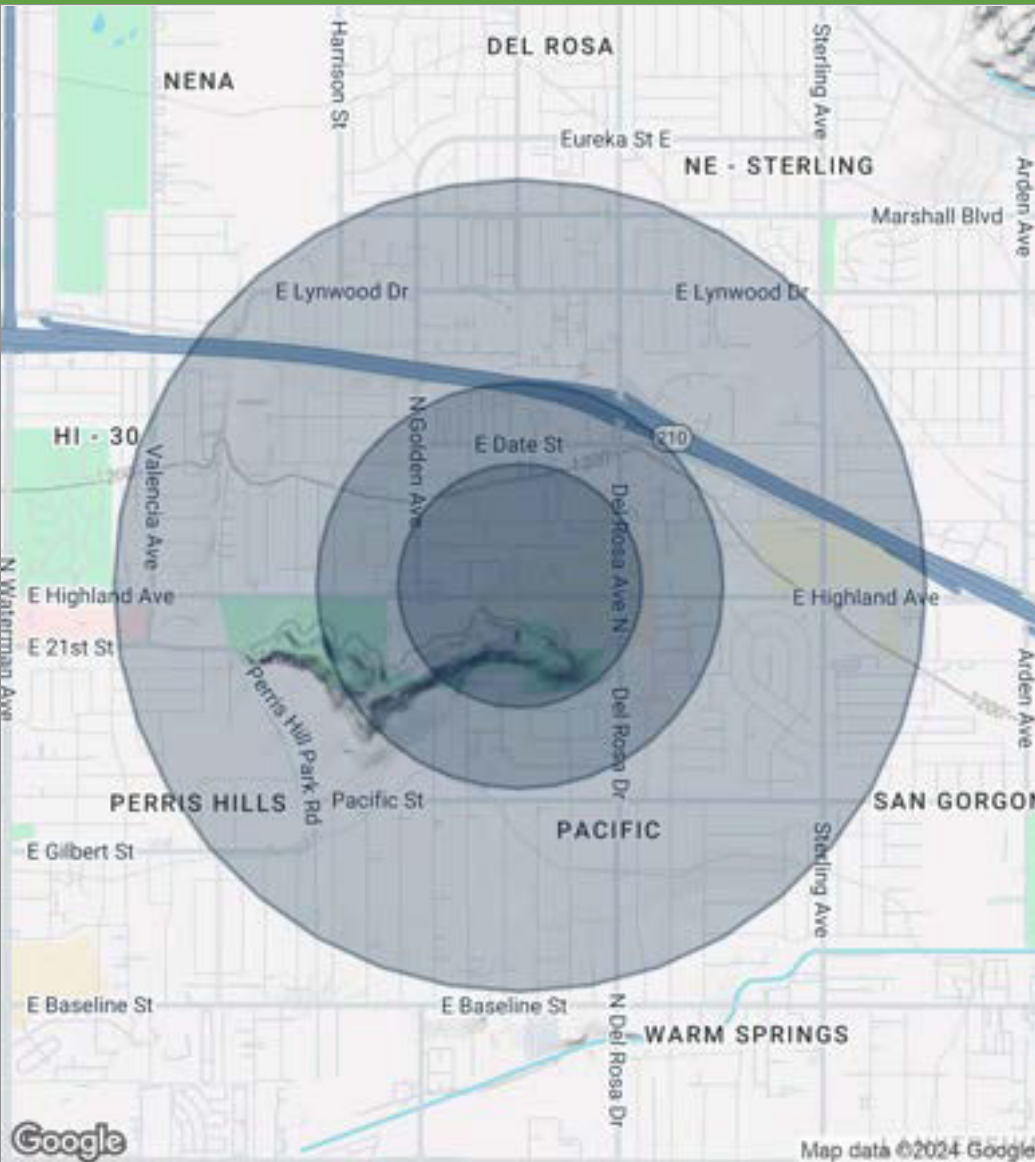 DEL ROSA
Harrison St
Sterling Ave
NENA
Eureka St E
NE - STERLING
Arden Ave
Marshall Blvd
E Lynwood Dr
E Lynwood Dr
HI - 30
N Golden Ave
E Date St
210
1200
Valencia Ave
Del Rosa Ave N
N Waterman Ave
E Highland Ave
E Highland Ave
E 21st St
Arden Ave
Perris Hill Park Rd
Del Rosa Dr
1200
PERRIS HILLS
Pacific St
SAN GORGON
PACIFIC
E Gilbert St
Sterling Ave
E Baseline St
E Baseline St
N Del Rosa Dr
WARM SPRINGS
Google
Map data ©2024 Google